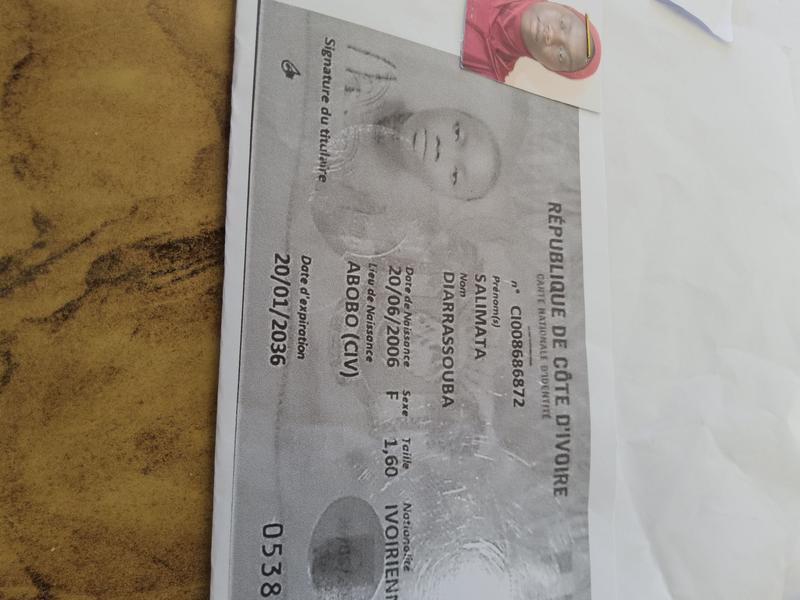 RÉPUBLIQUE DE CÔTE D'IVOIRE
CARTE NATIONALE D'IDENTITÉ
n° CI008686872
Prénom(s)
SALIMATA
Nom
DIARRASSOUBA
Date de Naissance Sexe Taille Nationalité
20/06/2006 F 1,60 IVOIRIENN
Lieu de Naissance
ABOBO (CIV)
Signature du titulaire
Date d'expiration
20/01/2036
0538